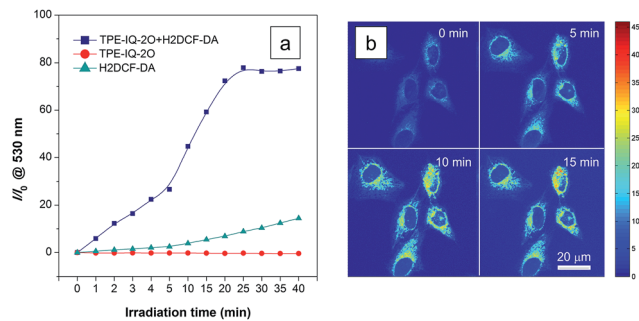 TPE-IQ-2O+H2DCF-DA
TPE-IQ-2O
H2DCF-DA
a
I/I0 @ 530 nm
100
80
60
40
20
0
0 1 2 3 4 5 10 15 20 25 30 35 40
Irradiation time (min)
b
0 min
5 min
10 min
15 min
20 μm
45
40
35
30
25
20
15
10
5
0